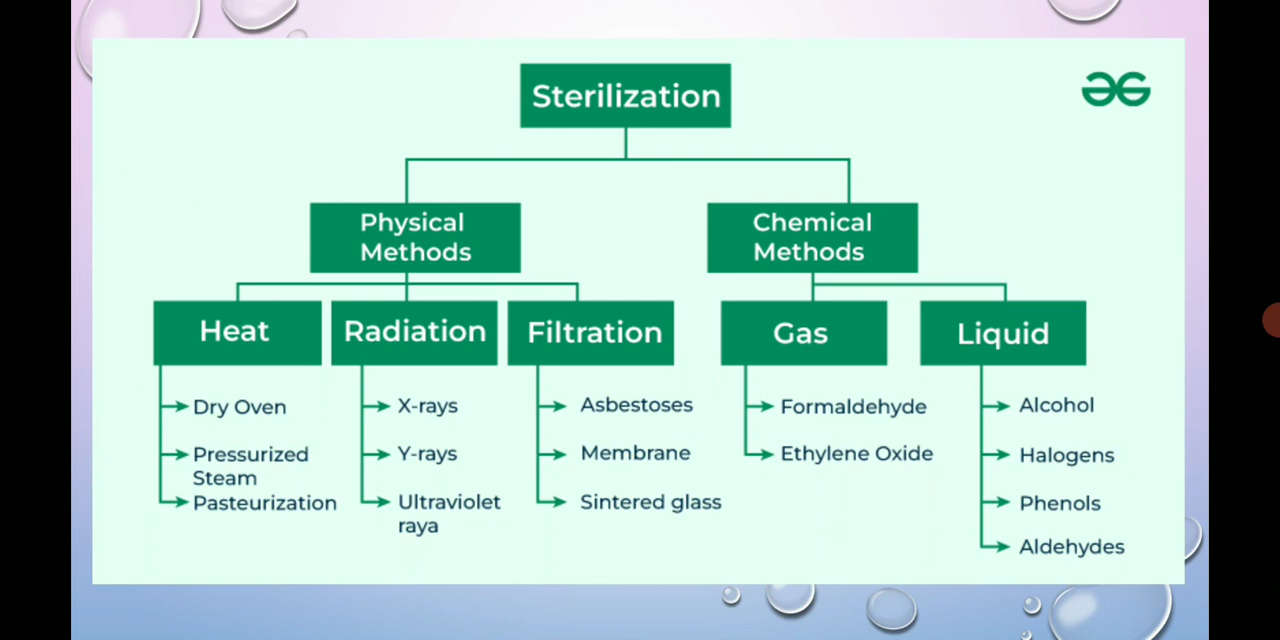 Sterilization
Physical
Methods
Chemical
Methods
Heat
Radiation
Filtration
Gas
Liquid
Dry Oven
Pressurized
Steam
Pasteurization
X-rays
Y-rays
Ultraviolet
raya
Asbestoses
Membrane
Sintered glass
Formaldehyde
Ethylene Oxide
Alcohol
Halogens
Phenols
Aldehydes